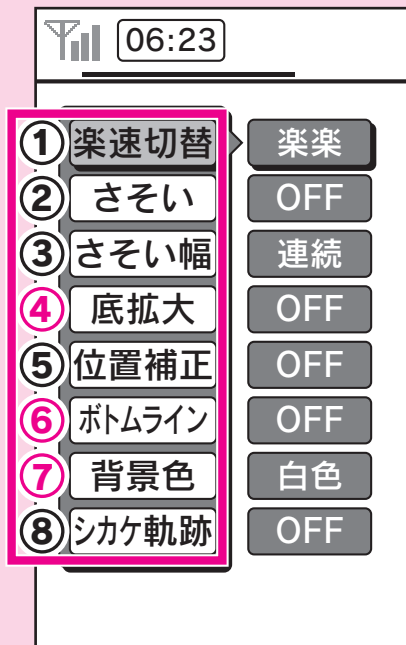 06:23
① 楽速切替 楽楽
② さそい OFF
③ さそい幅 連続
④ 底拡大 OFF
⑤ 位置補正 OFF
⑥ ボトムライン OFF
⑦ 背景色 白色
⑧ シカケ軌跡 OFF